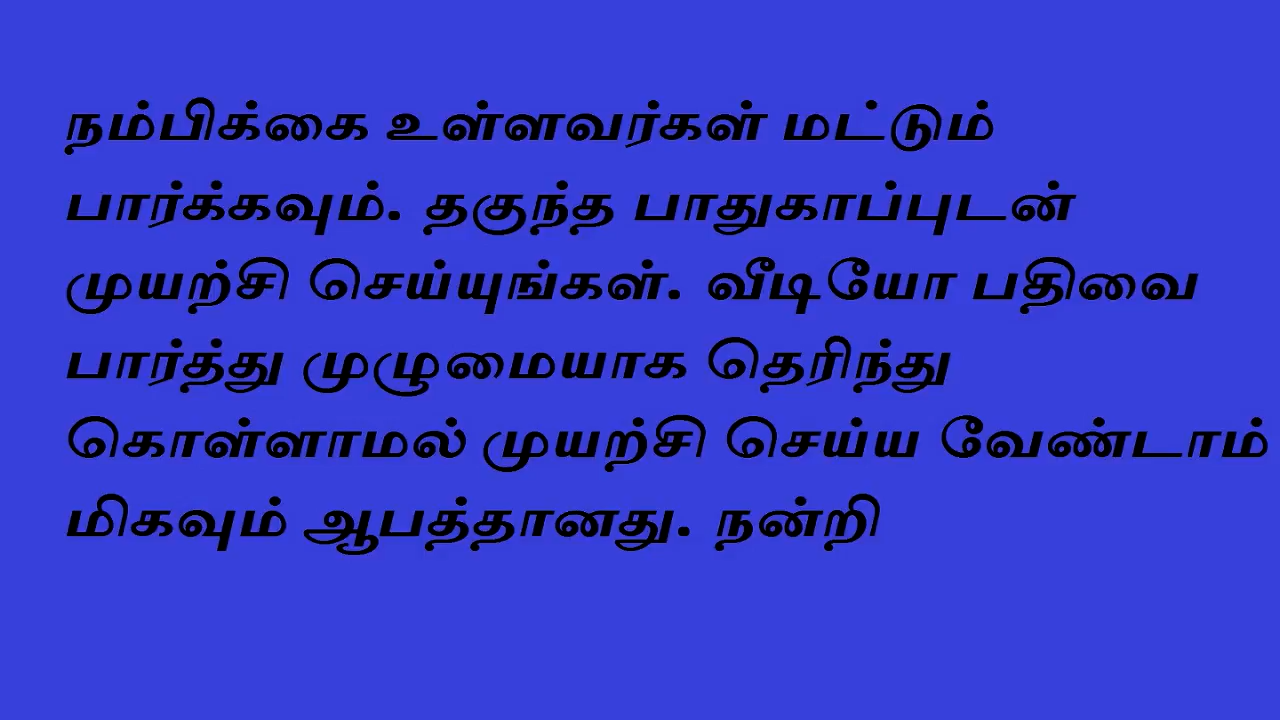 நம்பிக்கை உள்ளவர்கள் மட்டும்
பார்க்கவும். தகுந்த பாதுகாப்புடன்
முயற்சி செய்யுங்கள். வீடியோ பதிவை
பார்த்து முழுமையாக தெரிந்து
கொள்ளாமல் முயற்சி செய்ய வேண்டாம்
மிகவும் ஆபத்தானது. நன்றி